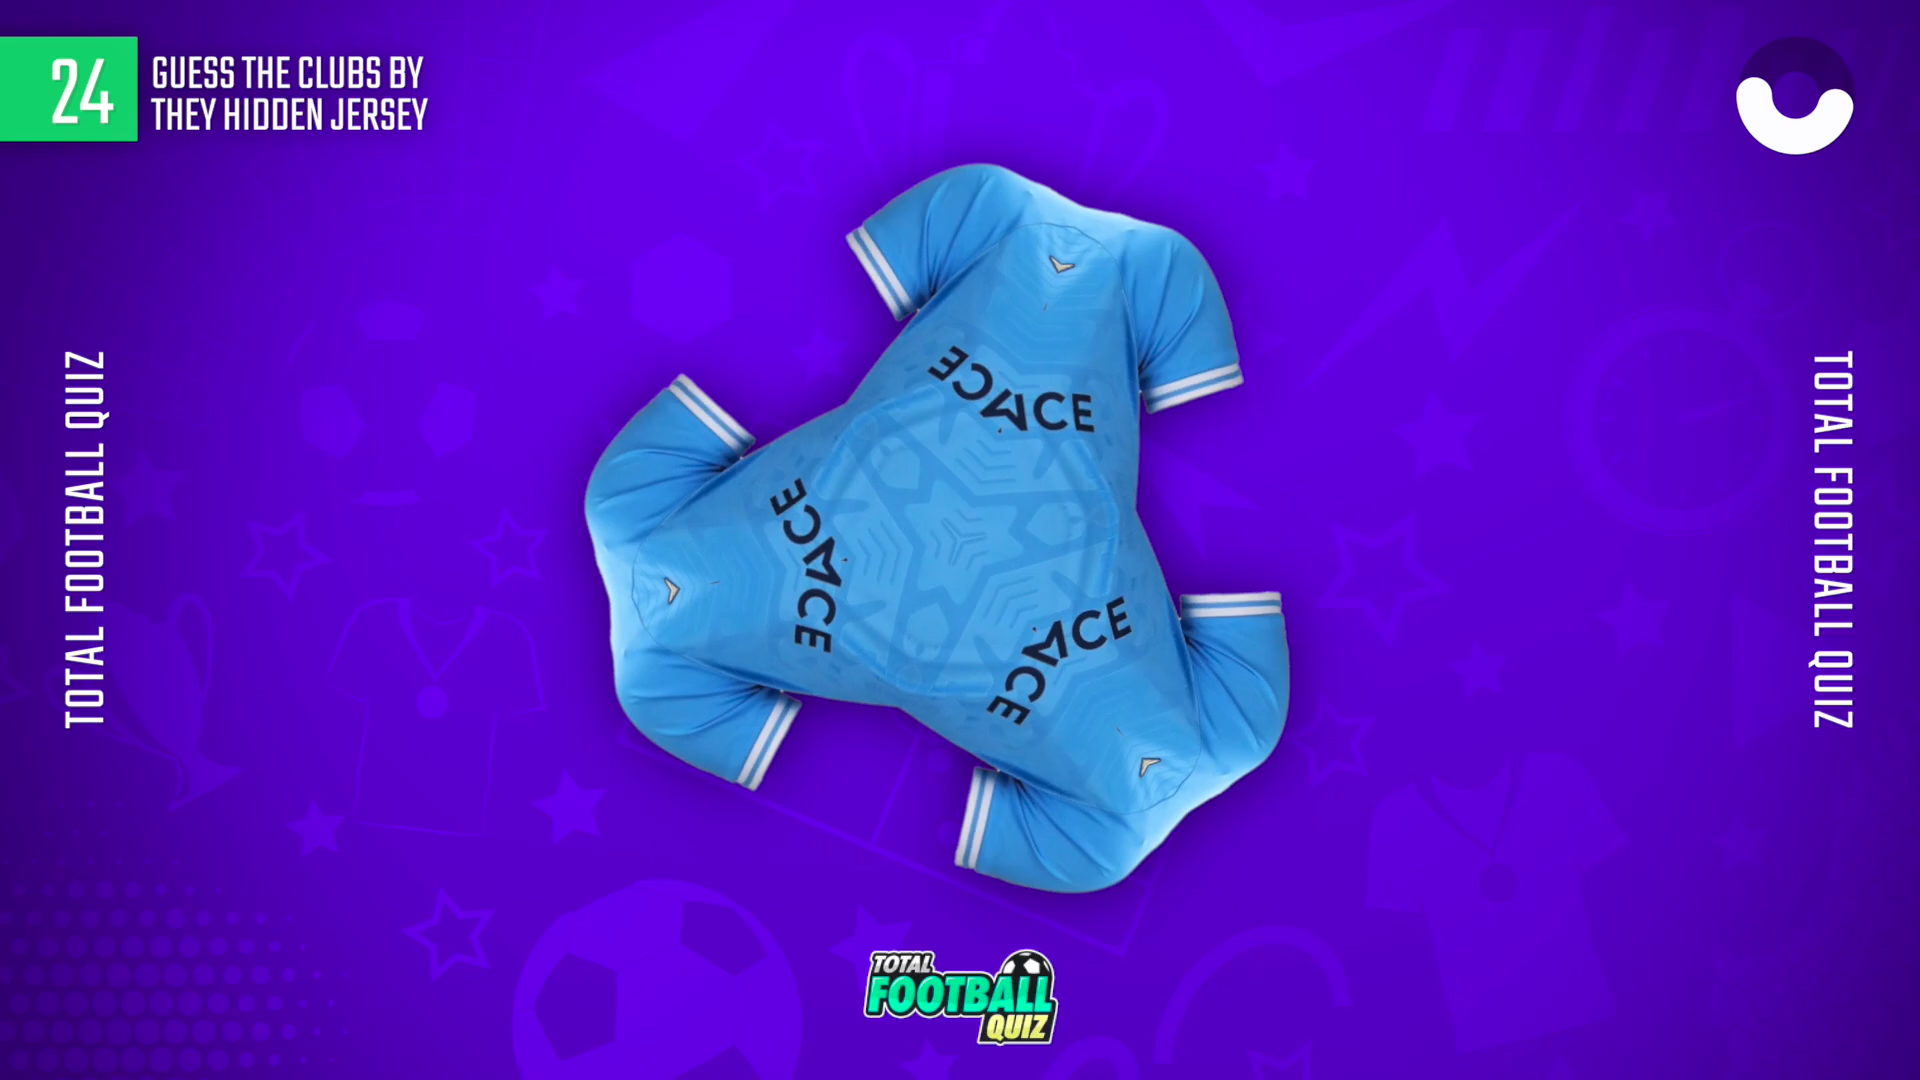 24
GUESS THE CLUBS BY
THEY HIDDEN JERSEY
TOTAL FOOTBALL QUIZ
TOTAL FOOTBALL QUIZ
TOTAL
FOOTBALL
QUIZ